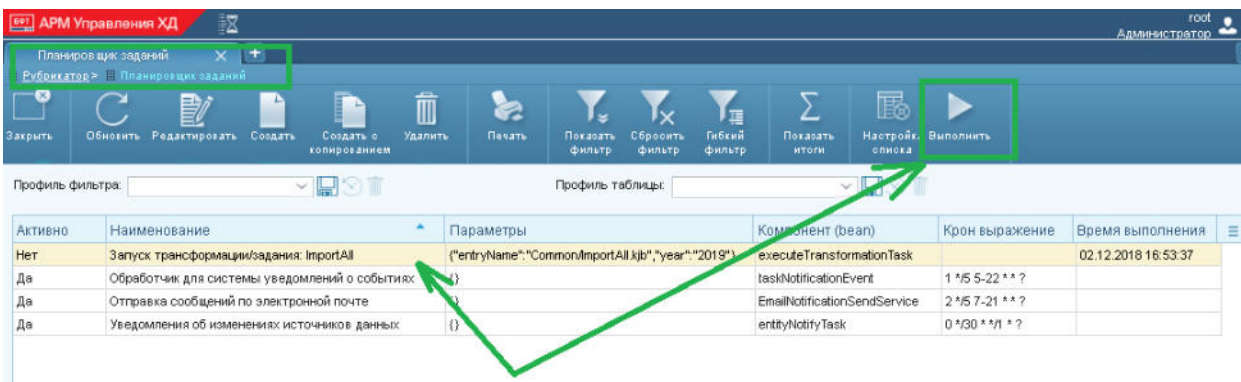 БФТ АРМ Управления ХД
root
Администратор
Планировщик заданий
Рубрикатор> Планировщик заданий
Закрыть Обновить Редактировать Создать Создать с копированием Удалить Печать Показать фильтр Сбросить фильтр Гибкий фильтр Показать итоги Настройк. списка Выполнить
Профиль фильтра: Профиль таблицы:
Активно Наименование Параметры Компонент (bean) Крон выражение Время выполнения
Нет Запуск трансформации/задания: ImportAll {"entryName":"Common/ImportAll.kjb","year":"2019"} executeTransformationTask 02.12.2018 16:53:37
Да Обработчик для системы уведомлений о событиях {} taskNotificationEvent 1 */5 5-22 * * ?
Да Отправка сообщений по электронной почте {} EmailNotificationSendService 2 */5 7-21 * * ?
Да Уведомления об изменениях источников данных {} entityNotifyTask 0 */30 * */1 * ?